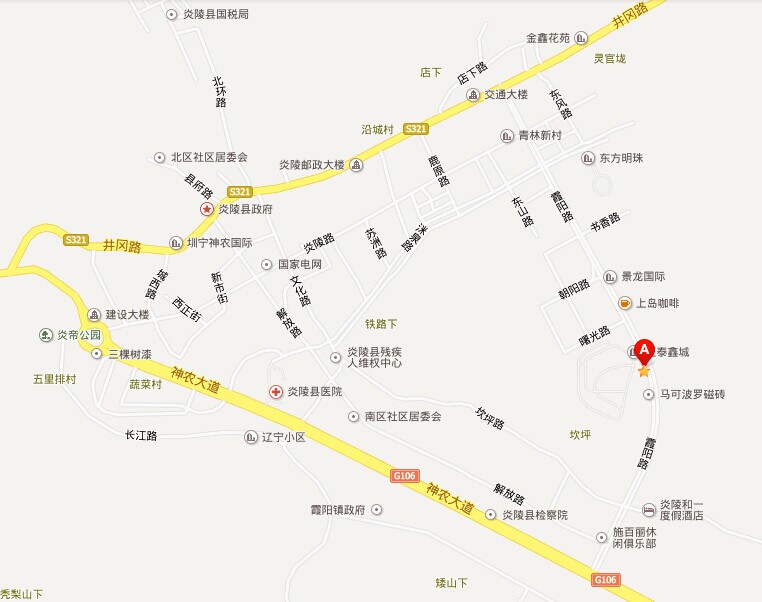 炎陵县国税局
井冈路
金鑫花苑
灵官垅
店下
店下路
北环路
交通大楼
东风路
沿城村
S321
青林新村
北区社区居委会
炎陵邮政大楼
鹿原路
东方明珠
县府路
S321
炎陵县政府
东山路
霞阳路
书香路
S321
井冈路
圳宁神农国际
炎陵路
苏洲路
洣泉路
国家电网
城西路
新市街
文化路
景龙国际
朝阳路
上岛咖啡
西正街
建设大楼
解放路
铁路下
曙光路
炎帝公园
三棵树漆
炎陵县残疾
人维权中心
A
泰鑫城
五里排村
蔬菜村
神农大道
炎陵县医院
马可波罗磁砖
南区社区居委会
坎坪路
坎坪
长江路
辽宁小区
霞阳路
G106
神农大道
解放路
霞阳镇政府
炎陵县检察院
炎陵和一
度假酒店
施百丽休
闲俱乐部
G106
矮山下
秃梨山下